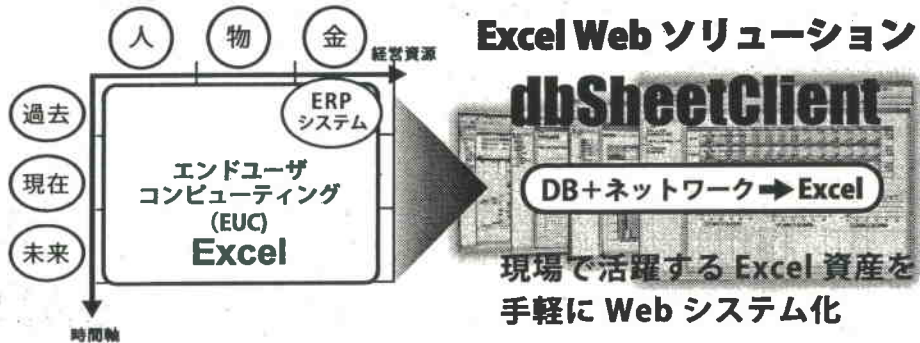 人
物
金
経営資源
過去
現在
未来
時間軸
ERP
システム
エンドユーザ
コンピューティング
(EUC)
Excel
Excel Web ソリューション
dbSheetClient
DB+ネットワーク➡Excel
現場で活躍する Excel 資産を
手軽に Web システム化